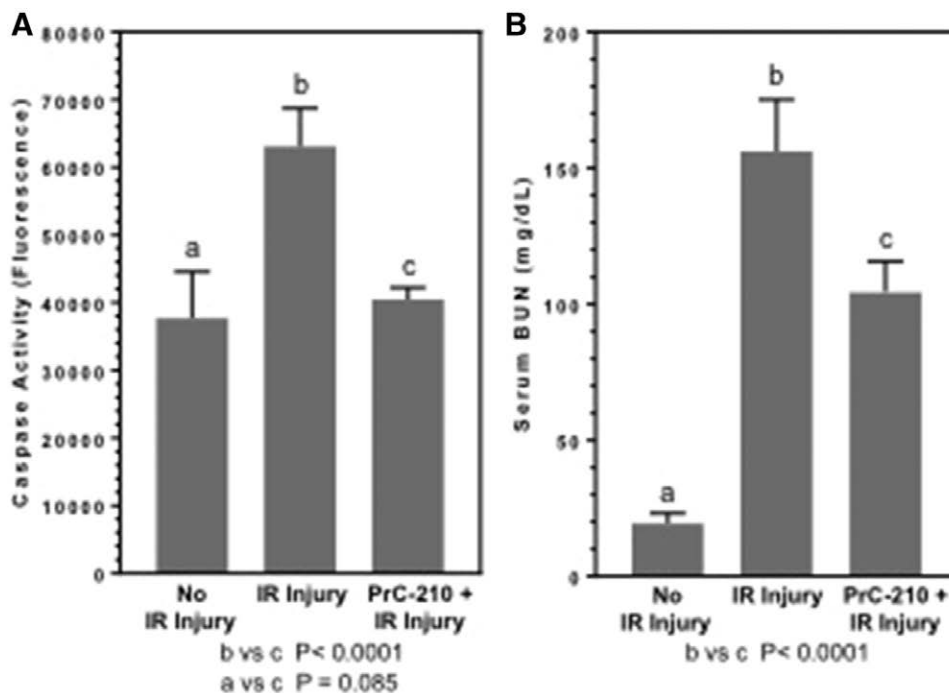 A
Caspase Activity (Fluorescence)
80000
70000
60000
50000
40000
30000
20000
10000
0
a
b
c
No
IR Injury
IR Injury
PrC-210 +
IR Injury
b vs c P< 0.0001
a vs c P = 0.085
B
Serum BUN (mg/dL)
200
150
100
50
0
a
b
c
No
IR Injury
IR Injury
PrC-210 +
IR Injury
b vs c P< 0.0001